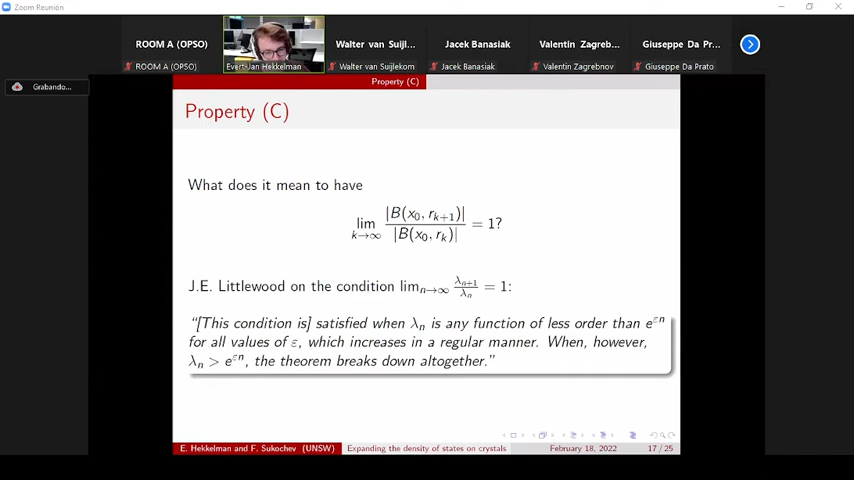 Zoom Reunión
ROOM A (OPSO)
Walter van Suijl...
Jacek Banasiak
Valentin Zagreb...
Giuseppe Da Pr...
ROOM A (OPSO)
Evert-Jan Hekkelman
Walter van Suijlekom
Jacek Banasiak
Valentin Zagrebnov
Giuseppe Da Prato
Grabando...
Property (C)
Property (C)
What does it mean to have
lim_{k→∞} |B(x_0, r_{k+1})| / |B(x_0, r_k)| = 1?
J.E. Littlewood on the condition lim_{n→∞} λ_{n+1}/λ_n = 1:
"[This condition is] satisfied when λ_n is any function of less order than e^{εn}
for all values of ε, which increases in a regular manner. When, however,
λ_n > e^{εn}, the theorem breaks down altogether."
E. Hekkelman and F. Sukochev (UNSW)
Expanding the density of states on crystals
February 18, 2022
17 / 25